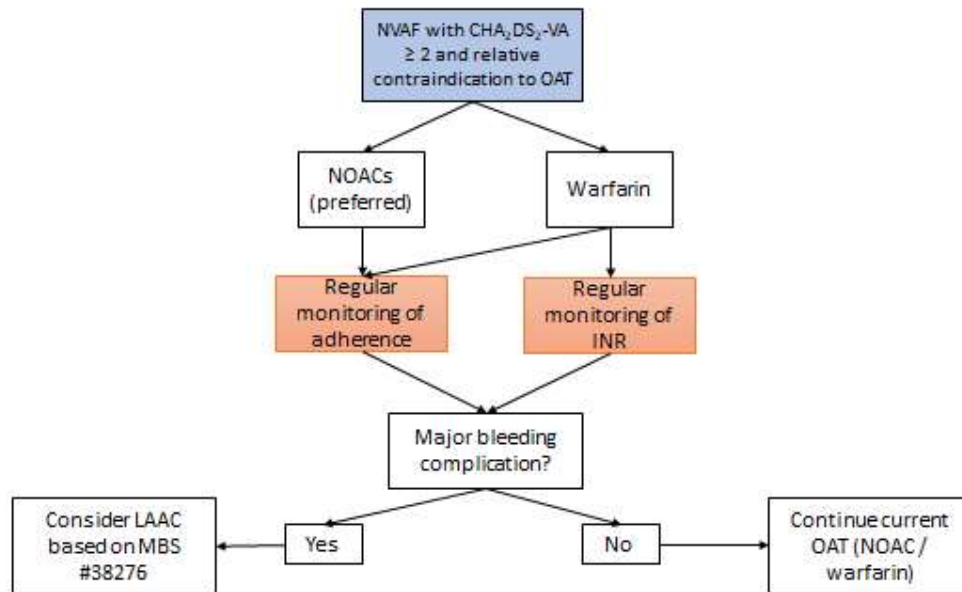 NVAF with CHA₂DS₂-VA
≥ 2 and relative
contraindication to OAT
NOACs
(preferred)
Warfarin
Regular
monitoring of
adherence
Regular
monitoring of
INR
Major bleeding
complication?
Consider LAAC
based on MBS
#38276
Yes
No
Continue current
OAT (NOAC /
warfarin)